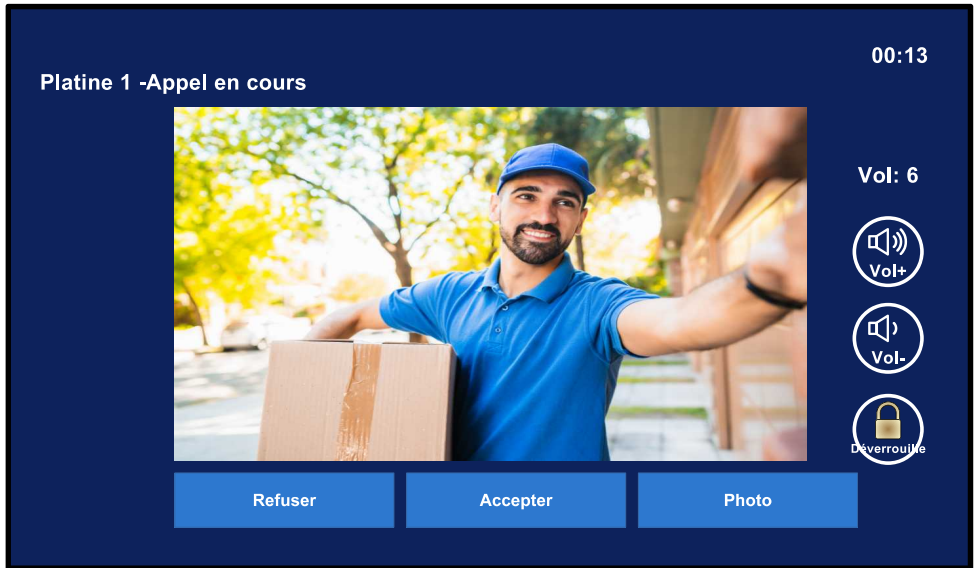 00:13
Platine 1 -Appel en cours
Vol: 6
Vol+
Vol-
Déverrouille
Refuser
Accepter
Photo